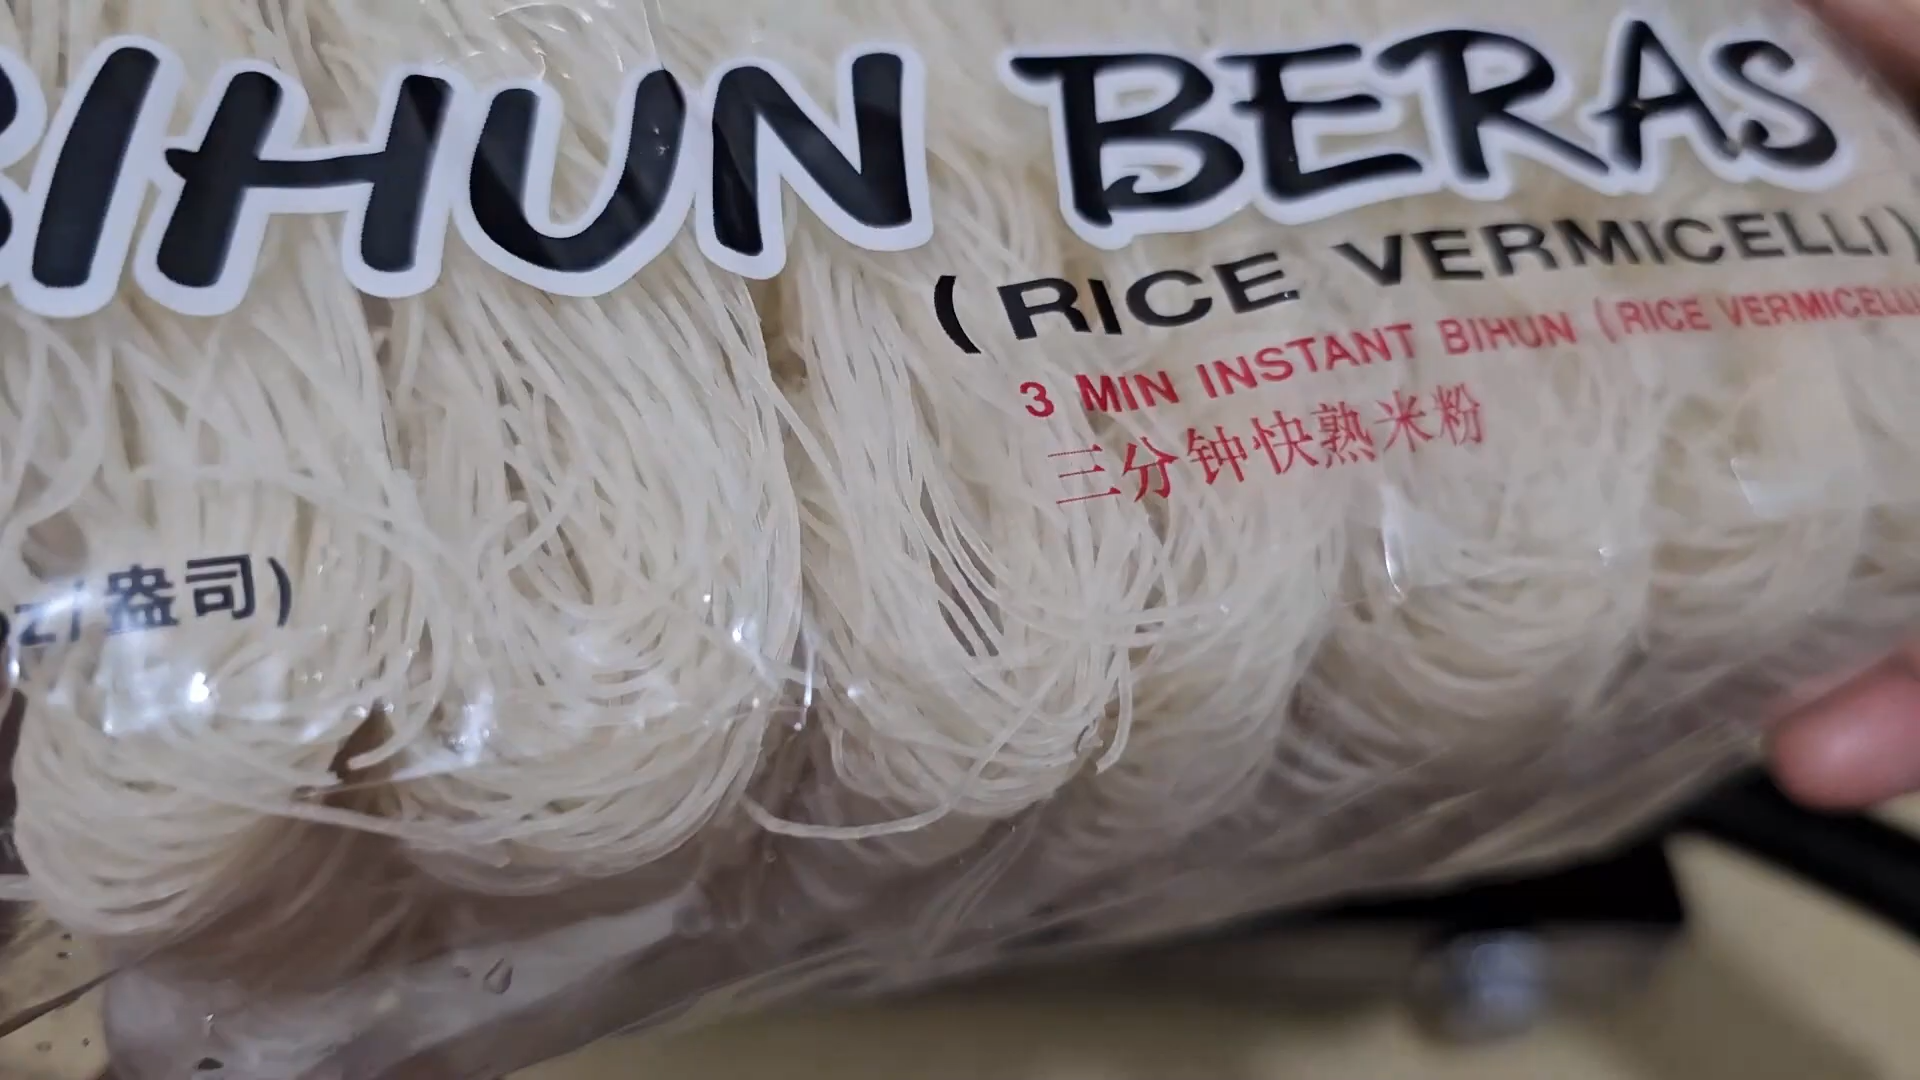 BIHUN BERAS
(RICE VERMICELLI)
3 MIN INSTANT BIHUN (RICE VERMICELLI
三分钟快熟米粉
oz/盎司)